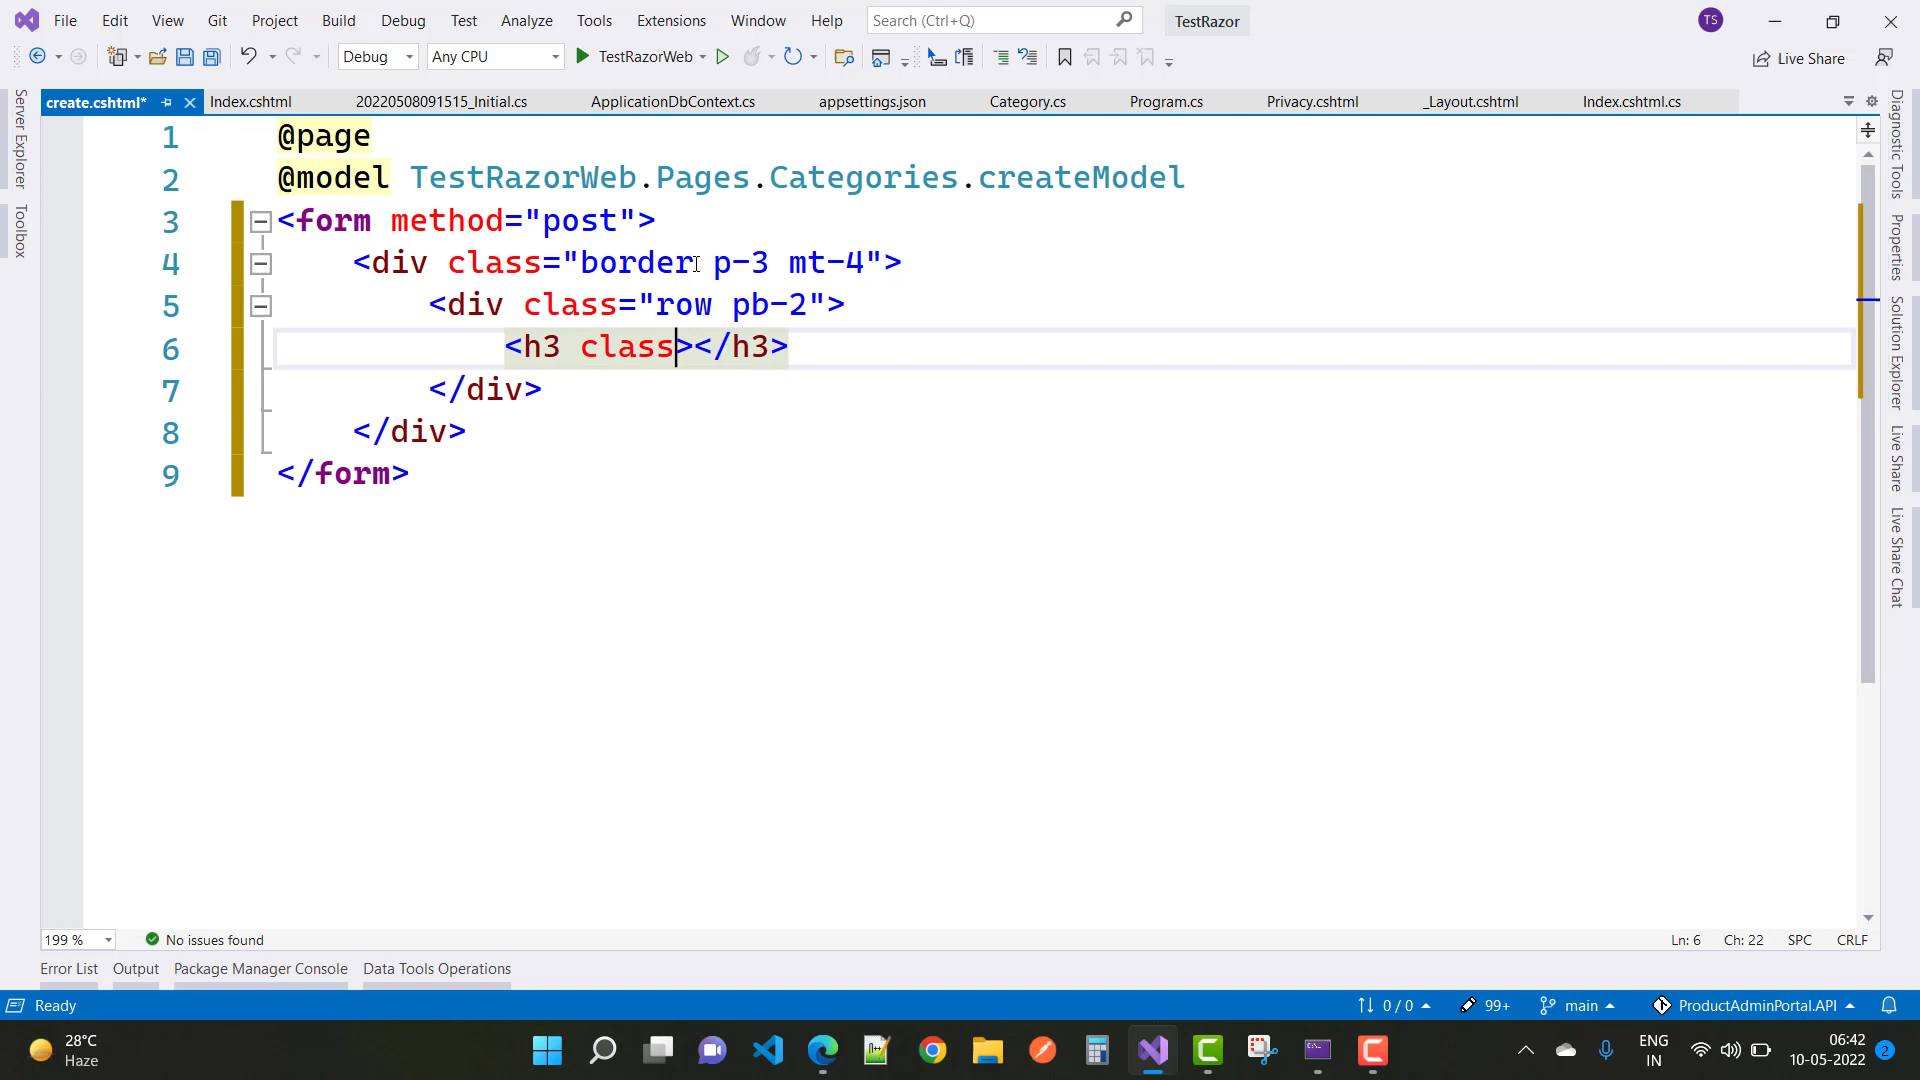 File Edit View Git Project Build Debug Test Analyze Tools Extensions Window Help Search (Ctrl+Q) TestRazor TS
Debug Any CPU TestRazorWeb Live Share
create.cshtml* Index.cshtml 20220508091515_Initial.cs ApplicationDbContext.cs appsettings.json Category.cs Program.cs Privacy.cshtml _Layout.cshtml Index.cshtml.cs
Server Explorer
Toolbox
1 @page
2 @model TestRazorWeb.Pages.Categories.createModel
3 <form method="post">
4 <div class="border p-3 mt-4">
5 <div class="row pb-2">
6 <h3 class></h3>
7 </div>
8 </div>
9 </form>
Diagnostic Tools
Properties
Solution Explorer
Live Share
Live Share Chat
199 % No issues found Ln: 6 Ch: 22 SPC CRLF
Error List Output Package Manager Console Data Tools Operations
Ready 0 / 0 99+ main ProductAdminPortal.API
28°C
Haze
ENG
IN
06:42
10-05-2022
2